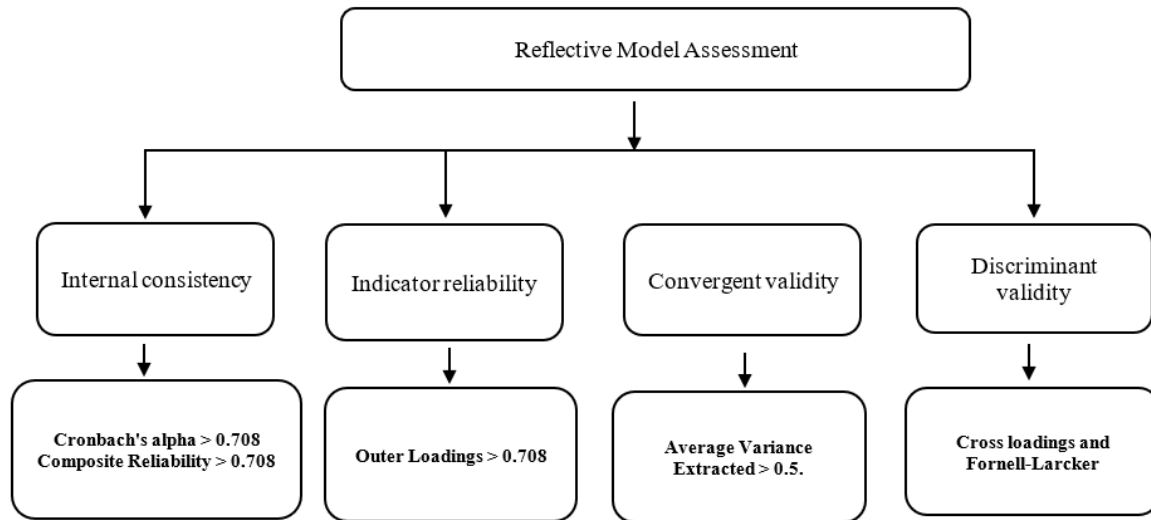 Reflective Model Assessment
Internal consistency
Indicator reliability
Convergent validity
Discriminant
validity
Cronbach's alpha > 0.708
Composite Reliability > 0.708
Outer Loadings > 0.708
Average Variance
Extracted > 0.5.
Cross loadings and
Fornell-Larcker